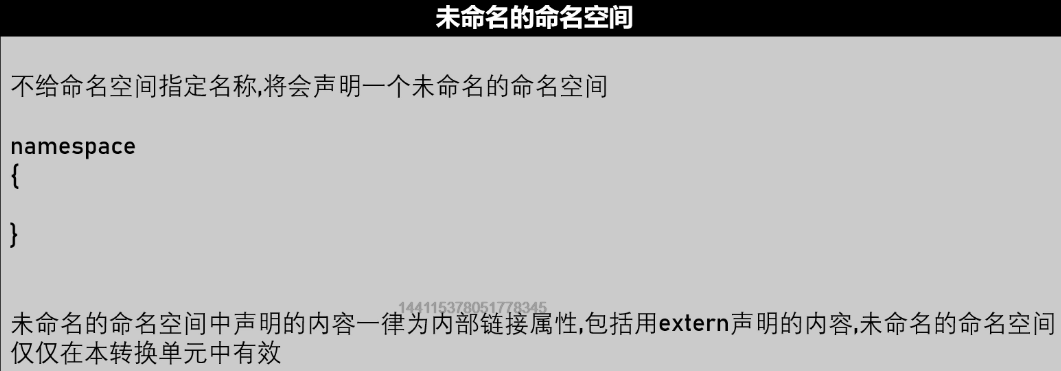 未命名的命名空间
不给命名空间指定名称,将会声明一个未命名的命名空间
namespace
{
}
144115378051778345
未命名的命名空间中声明的内容一律为内部链接属性,包括用extern声明的内容,未命名的命名空间
仅仅在本转换单元中有效